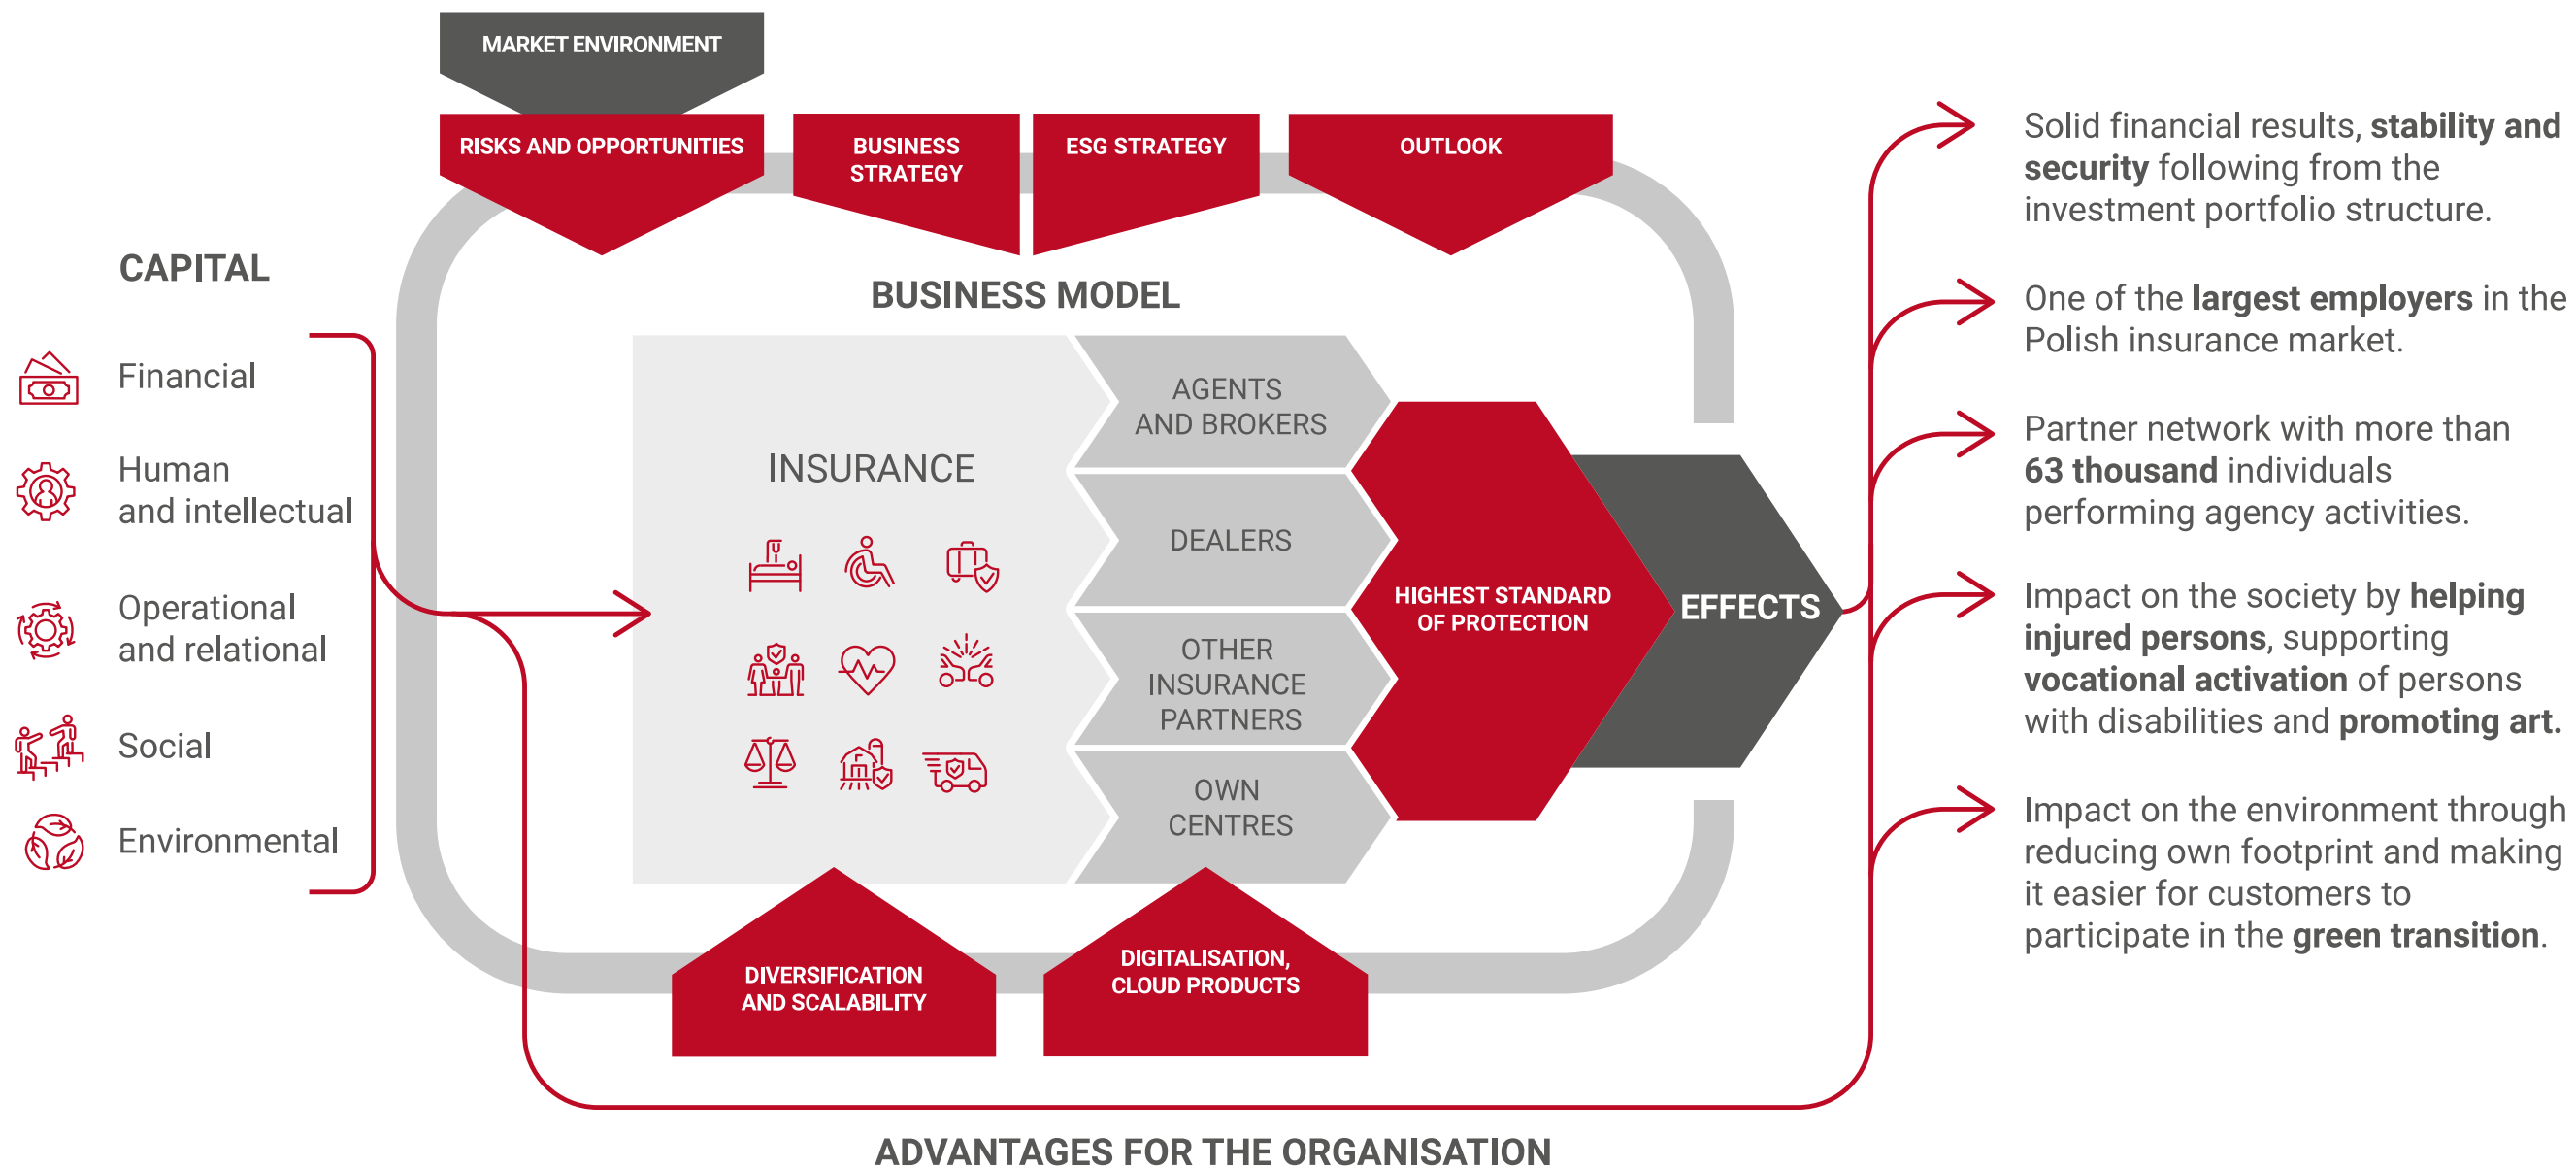 MARKET ENVIRONMENT
RISKS AND OPPORTUNITIES
BUSINESS
STRATEGY
ESG STRATEGY
OUTLOOK
CAPITAL
Financial
Human
and intellectual
Operational
and relational
Social
Environmental
BUSINESS MODEL
INSURANCE
AGENTS
AND BROKERS
DEALERS
OTHER
INSURANCE
PARTNERS
OWN
CENTRES
HIGHEST STANDARD
OF PROTECTION
EFFECTS
DIVERSIFICATION
AND SCALABILITY
DIGITALISATION,
CLOUD PRODUCTS
Solid financial results, stability and
security following from the
investment portfolio structure.
One of the largest employers in the
Polish insurance market.
Partner network with more than
63 thousand individuals
performing agency activities.
Impact on the society by helping
injured persons, supporting
vocational activation of persons
with disabilities and promoting art.
Impact on the environment through
reducing own footprint and making
it easier for customers to
participate in the green transition.
ADVANTAGES FOR THE ORGANISATION